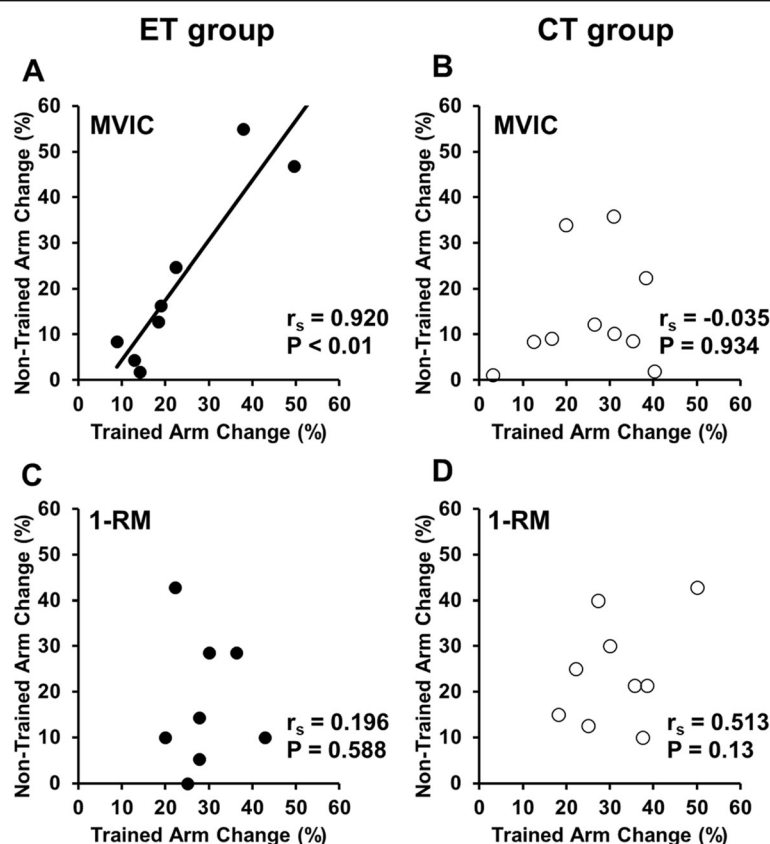 ET group
CT group
A
MVIC
Non-Trained Arm Change (%)
60
50
40
30
20
10
0
r_s = 0.920
P < 0.01
0 10 20 30 40 50 60
Trained Arm Change (%)
B
MVIC
Non-Trained Arm Change (%)
60
50
40
30
20
10
0
r_s = -0.035
P = 0.934
0 10 20 30 40 50 60
Trained Arm Change (%)
C
1-RM
Non-Trained Arm Change (%)
60
50
40
30
20
10
0
r_s = 0.196
P = 0.588
0 10 20 30 40 50 60
Trained Arm Change (%)
D
1-RM
Non-Trained Arm Change (%)
60
50
40
30
20
10
0
r_s = 0.513
P = 0.13
0 10 20 30 40 50 60
Trained Arm Change (%)